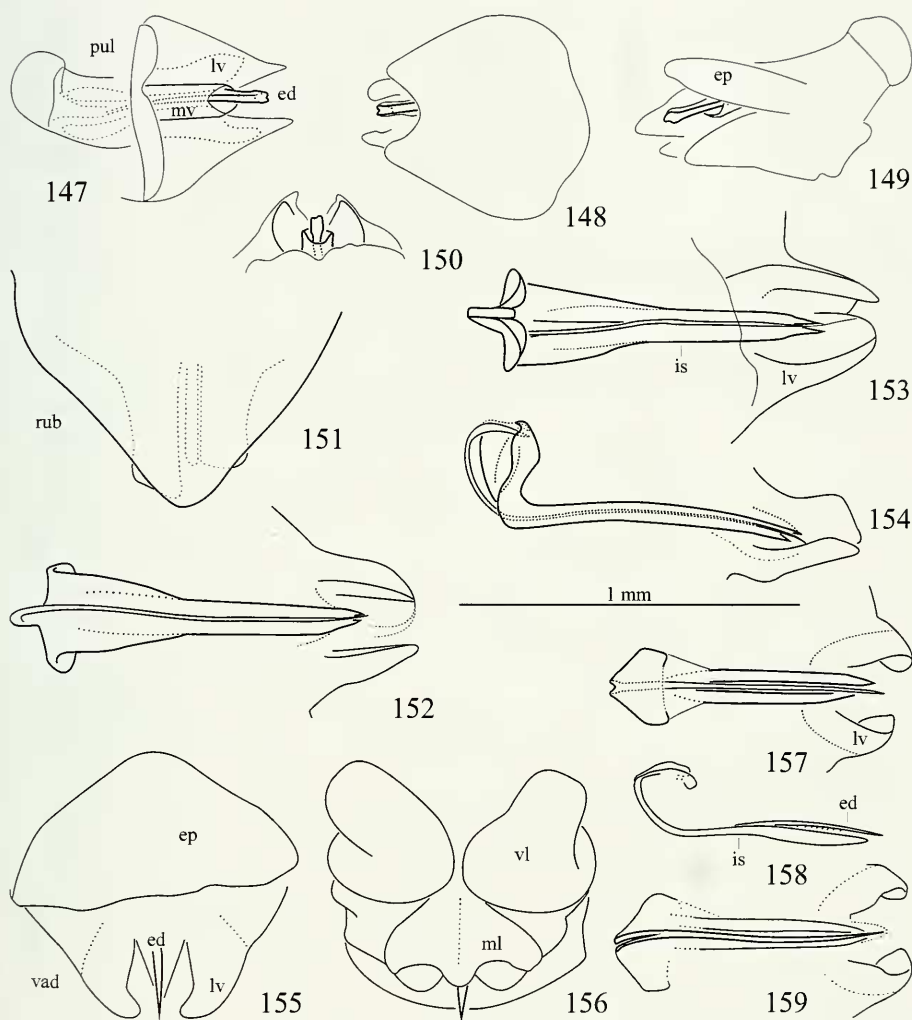 pul
lv
ed
mv
147
148
ep
149
150
rub
151
is
lv
153
154
1 mm
152
lv
157
ed
is
158
ep
ed
vad
lv
155
vl
ml
156
159